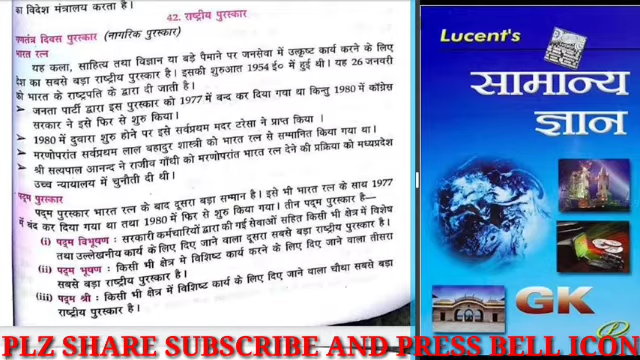 का विदेश मंत्रालय करता है।
42. राष्ट्रीय पुरस्कार
गणतंत्र दिवस पुरस्कार (नागरिक पुरस्कार)
भारत रत्न
यह कला, साहित्य तथा विज्ञान या बड़े पैमाने पर जनसेवा में उत्कृष्ट कार्य करने के लिए
देश का सबसे बड़ा राष्ट्रीय पुरस्कार है। इसकी शुरुआत 1954 ई० में हुई थी। यह 26 जनवरी
को भारत के राष्ट्रपति के द्वारा दी जाती है।
➤ जनता पार्टी द्वारा इस पुरस्कार को 1977 में बन्द कर दिया गया था किन्तु 1980 में काँग्रेस
सरकार ने इसे फिर से शुरु किया।
➤ 1980 में दुवारा शुरु होने पर इसे सर्वप्रथम मदर टरेसा ने प्राप्त किया ।
➤ मरणोपरांत सर्वप्रथम लाल बहादुर शास्त्री को भारत रत्न से सम्मानित किया गया था।
➤ श्री सत्यपाल आनन्द ने राजीव गाँधी को मरणोपरांत भारत रत्न देने की प्रक्रिया को मध्यप्रदेश
उच्च न्यायालय में चुनौती दी थी।
पद्म पुरस्कार
पद्म पुरस्कार भारत रत्न के बाद दूसरा बड़ा सम्मान है। इसे भी भारत रत्न के साथ 1977
में बंद कर दिया गया था तथा 1980 में फिर से शुरु किया गया। तीन पद्म पुरस्कार है—
(i) पद्म विभूषण : सरकारी कर्मचारियों द्वारा की गई सेवाओं सहित किसी भी क्षेत्र में विशेष
तथा उल्लेखनीय कार्य के लिए दिए जाने वाला दूसरा सबसे बड़ा राष्ट्रीय पुरस्कार है।
(ii) पद्म भूषण : किसी भी क्षेत्र मे विशिष्ट कार्य करने के लिए दिए जाने वाला तीसरा
सबसे बड़ा राष्ट्रीय पुरस्कार है।
(iii) पद्म श्री : किसी भी क्षेत्र में विशिष्ट कार्य के लिए दिए जाने वाला चौथा सबसे बड़ा
राष्ट्रीय पुरस्कार है।
Lucent's
सामान्य
ज्ञान
GK
PLZ SHARE SUBSCRIBE AND PRESS BELL ICON